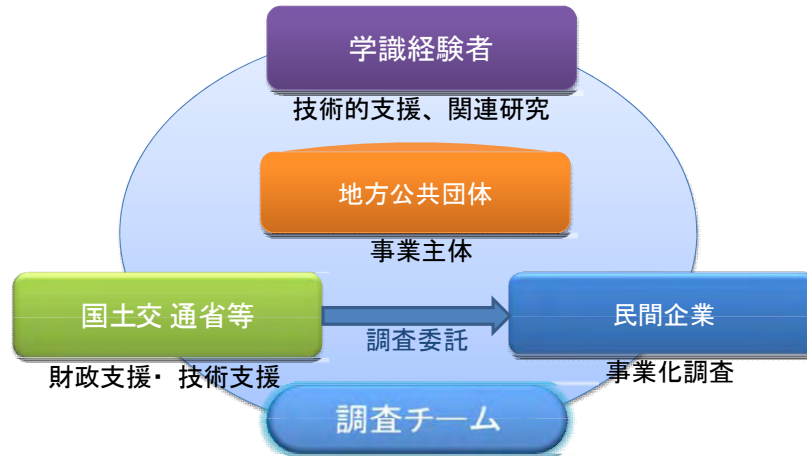 学識経験者
技術的支援、関連研究
地方公共団体
事業主体
国土交 通省等
調査委託
民間企業
財政支援・ 技術支援
事業化調査
調査チーム